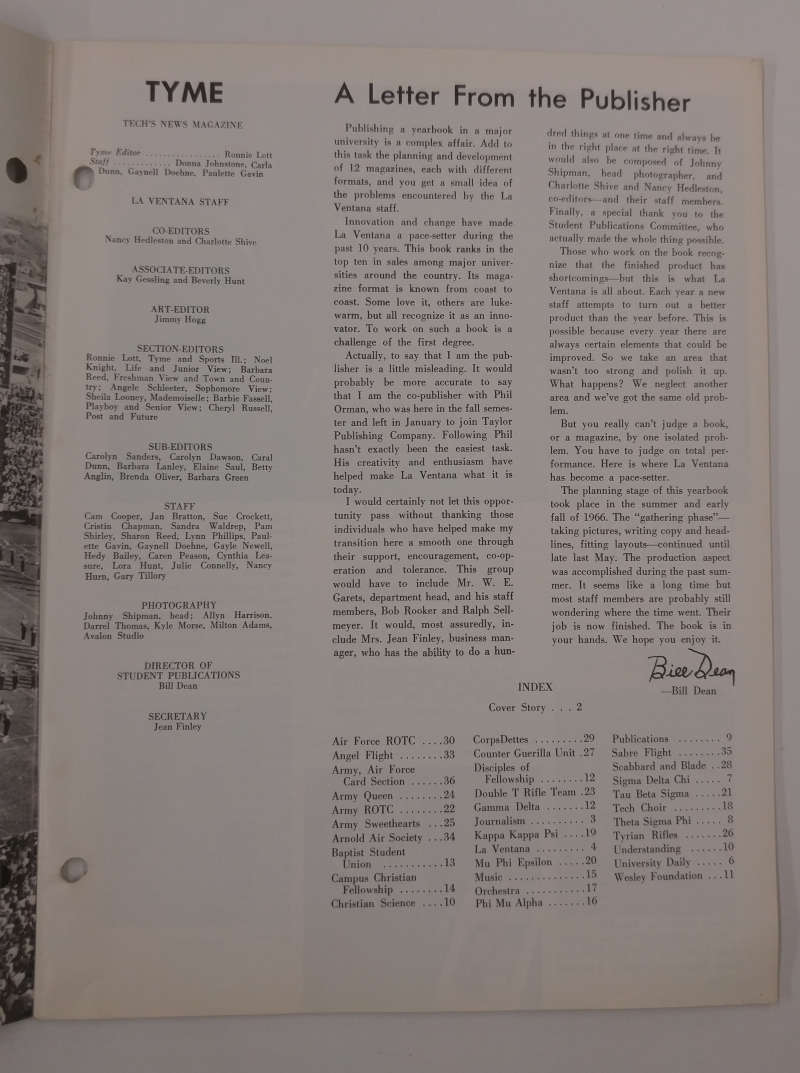 TYME
TECH'S NEWS MAGAZINE
Tyme Editor . . . . . . . . . . . . . . . . . Ronnie Lott
Staff . . . . . . . . . . . . . Donna Johnstone, Carla
Dunn, Gaynell Doehne, Paulette Gavin
LA VENTANA STAFF
CO-EDITORS
Nancy Hedleston and Charlotte Shive
ASSOCIATE-EDITORS
Kay Gessling and Beverly Hunt
ART-EDITOR
Jimmy Hogg
SECTION-EDITORS
Ronnie Lott, Tyme and Sports Ill.; Noel
Knight, Life and Junior View; Barbara
Reed, Freshman View and Town and Coun-
try; Angele Schleeter, Sophomore View;
Sheila Looney, Mademoiselle; Barbie Fassell,
Playboy and Senior View; Cheryl Russell,
Post and Future
SUB-EDITORS
Carolyn Sanders, Carolyn Dawson, Caral
Dunn, Barbara Lanley, Elaine Saul, Betty
Anglin, Brenda Oliver, Barbara Green
STAFF
Cam Cooper, Jan Bratton, Sue Crockett,
Cristin Chapman, Sandra Waldrep, Pam
Shirley, Sharon Reed, Lynn Phillips, Paul-
ette Gavin, Gaynell Doehne, Gayle Newell,
Hedy Bailey, Caren Peason, Cynthia Lea-
sure, Lora Hunt, Julie Connelly, Nancy
Hurn, Gary Tillory
PHOTOGRAPHY
Johnny Shipman, head; Allyn Harrison,
Darrel Thomas, Kyle Morse, Milton Adams,
Avalon Studio
DIRECTOR OF
STUDENT PUBLICATIONS
Bill Dean
SECRETARY
Jean Finley
A Letter From the Publisher
Publishing a yearbook in a major
university is a complex affair. Add to
this task the planning and development
of 12 magazines, each with different
formats, and you get a small idea of
the problems encountered by the La
Ventana staff.
Innovation and change have made
La Ventana a pace-setter during the
past 10 years. This book ranks in the
top ten in sales among major univer-
sities around the country. Its maga-
zine format is known from coast to
coast. Some love it, others are luke-
warm, but all recognize it as an inno-
vator. To work on such a book is a
challenge of the first degree.
Actually, to say that I am the pub-
lisher is a little misleading. It would
probably be more accurate to say
that I am the co-publisher with Phil
Orman, who was here in the fall semes-
ter and left in January to join Taylor
Publishing Company. Following Phil
hasn't exactly been the easiest task.
His creativity and enthusiasm have
helped make La Ventana what it is
today.
I would certainly not let this oppor-
tunity pass without thanking those
individuals who have helped make my
transition here a smooth one through
their support, encouragement, co-op-
eration and tolerance. This group
would have to include Mr. W. E.
Garets, department head, and his staff
members, Bob Rooker and Ralph Sell-
meyer. It would, most assuredly, in-
clude Mrs. Jean Finley, business man-
ager, who has the ability to do a hun-
dred things at one time and always be
in the right place at the right time. It
would also be composed of Johnny
Shipman, head photographer, and
Charlotte Shive and Nancy Hedleston,
co-editors—and their staff members.
Finally, a special thank you to the
Student Publications Committee, who
actually made the whole thing possible.
Those who work on the book recog-
nize that the finished product has
shortcomings—but this is what La
Ventana is all about. Each year a new
staff attempts to turn out a better
product than the year before. This is
possible because every year there are
always certain elements that could be
improved. So we take an area that
wasn't too strong and polish it up.
What happens? We neglect another
area and we've got the same old prob-
lem.
But you really can't judge a book,
or a magazine, by one isolated prob-
lem. You have to judge on total per-
formance. Here is where La Ventana
has become a pace-setter.
The planning stage of this yearbook
took place in the summer and early
fall of 1966. The "gathering phase"—
taking pictures, writing copy and head-
lines, fitting layouts—continued until
late last May. The production aspect
was accomplished during the past sum-
mer. It seems like a long time but
most staff members are probably still
wondering where the time went. Their
job is now finished. The book is in
your hands. We hope you enjoy it.
Bill Dean
—Bill Dean
INDEX
Cover Story . . . 2
Air Force ROTC . . . . 30
Angel Flight . . . . . . . . 33
Army, Air Force
Card Section . . . . . . 36
Army Queen . . . . . . . . 24
Army ROTC . . . . . . . . 22
Army Sweethearts . . . 25
Arnold Air Society . . . 34
Baptist Student
Union . . . . . . . . . . . 13
Campus Christian
Fellowship . . . . . . . . 14
Christian Science . . . . 10
CorpsDettes . . . . . . . . . 29
Counter Guerilla Unit . 27
Disciples of
Fellowship . . . . . . . . 12
Double T Rifle Team . 23
Gamma Delta . . . . . . . 12
Journalism . . . . . . . . . . 3
Kappa Kappa Psi . . . . 19
La Ventana . . . . . . . . . 4
Mu Phi Epsilon . . . . . 20
Music . . . . . . . . . . . . . . 15
Orchestra . . . . . . . . . . . 17
Phi Mu Alpha . . . . . . . 16
Publications . . . . . . . . 9
Sabre Flight . . . . . . . . 35
Scabbard and Blade . . 28
Sigma Delta Chi . . . . . 7
Tau Beta Sigma . . . . . 21
Tech Choir . . . . . . . . . 18
Theta Sigma Phi . . . . . 8
Tyrian Rifles . . . . . . . 26
Understanding . . . . . . 10
University Daily . . . . . 6
Wesley Foundation . . . 11